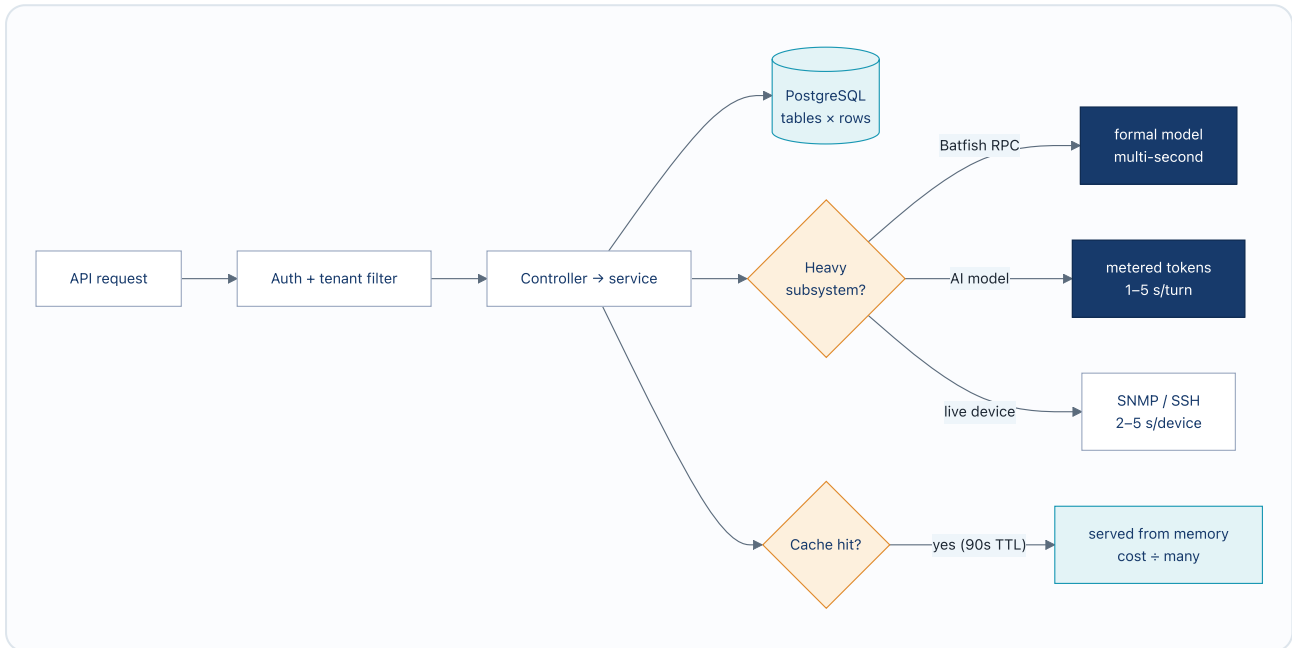 API request
Auth + tenant filter
Controller → service
PostgreSQL
tables × rows
Heavy
subsystem?
Batfish RPC
formal model
multi-second
AI model
metered tokens
1–5 s/turn
live device
SNMP / SSH
2–5 s/device
Cache hit?
yes (90s TTL)
served from memory
cost ÷ many